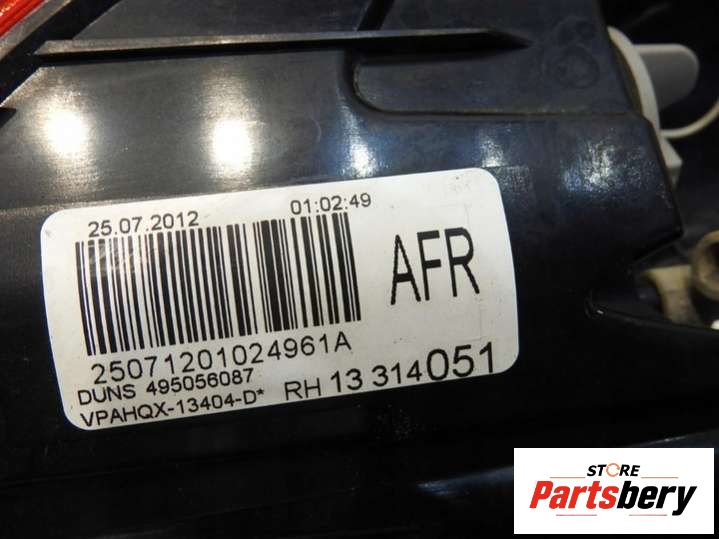 25.07.2012 01:02:49
AFR
25071201024961A
DUNS 495056087
VPAHQX-13404-D* RH 13 314051
STORE
Partsbery